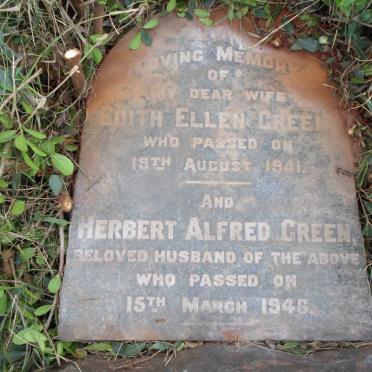 LOVING MEMORY
OF
MY DEAR WIFE
EDITH ELLEN GREEN
WHO PASSED ON
19TH AUGUST 1941.
AND
HERBERT ALFRED GREEN,
BELOVED HUSBAND OF THE ABOVE
WHO PASSED ON
15TH MARCH 1946.